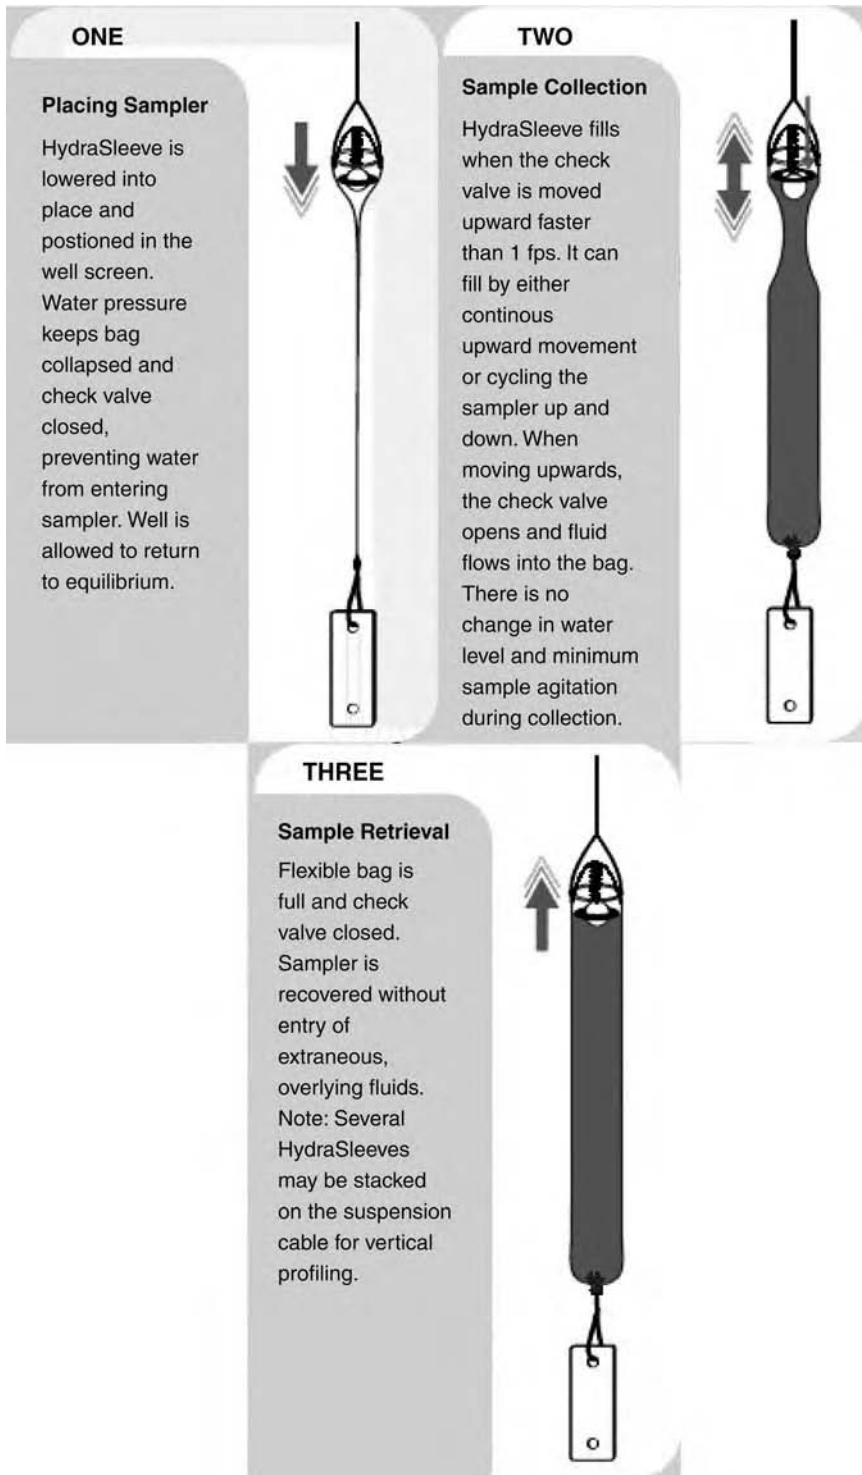 ONE
Placing Sampler
HydraSleeve is
lowered into
place and
postioned in the
well screen.
Water pressure
keeps bag
collapsed and
check valve
closed,
preventing water
from entering
sampler. Well is
allowed to return
to equilibrium.
TWO
Sample Collection
HydraSleeve fills
when the check
valve is moved
upward faster
than 1 fps. It can
fill by either
continous
upward movement
or cycling the
sampler up and
down. When
moving upwards,
the check valve
opens and fluid
flows into the bag.
There is no
change in water
level and minimum
sample agitation
during collection.
THREE
Sample Retrieval
Flexible bag is
full and check
valve closed.
Sampler is
recovered without
entry of
extraneous,
overlying fluids.
Note: Several
HydraSleeves
may be stacked
on the suspension
cable for vertical
profiling.